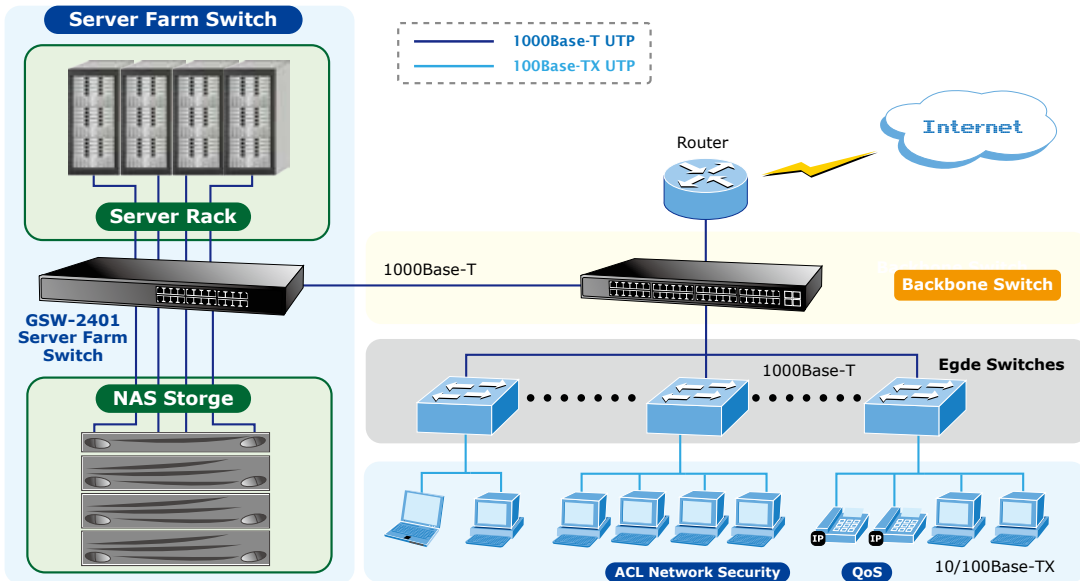 Server Farm Switch
1000Base-T UTP
100Base-TX UTP
Internet
Router
Server Rack
1000Base-T
Backbone Switch
GSW-2401
Server Farm
Switch
Egde Switches
1000Base-T
NAS Storge
IP
IP
10/100Base-TX
ACL Network Security
QoS